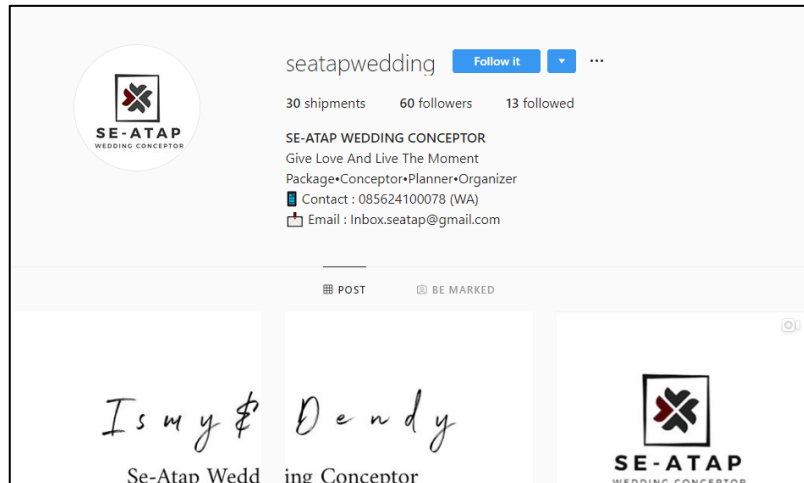 seatapwedding Follow it
30 shipments 60 followers 13 followed
SE-ATAP
WEDDING CONCEPTOR
SE-ATAP WEDDING CONCEPTOR
Give Love And Live The Moment
Package•Conceptor•Planner•Organizer
Contact : 085624100078 (WA)
Email : Inbox.seatap@gmail.com
POST BE MARKED
Ismy & Dendy
Se-Atap Wedding Conceptor
SE-ATAP
WEDDING CONCEPTOR